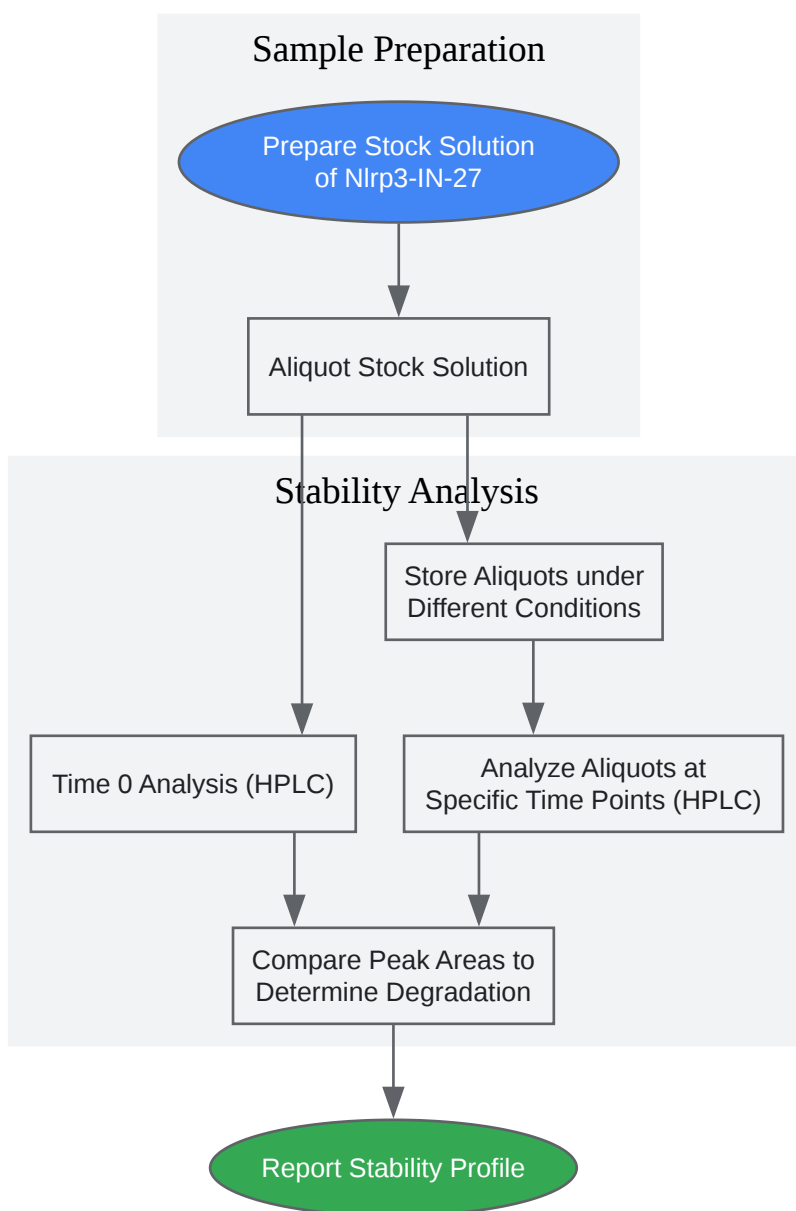 Sample Preparation
Prepare Stock Solution
of Nlrp3-IN-27
Aliquot Stock Solution
Stability Analysis
Store Aliquots under
Different Conditions
Time 0 Analysis (HPLC)
Analyze Aliquots at
Specific Time Points (HPLC)
Compare Peak Areas to
Determine Degradation
Report Stability Profile